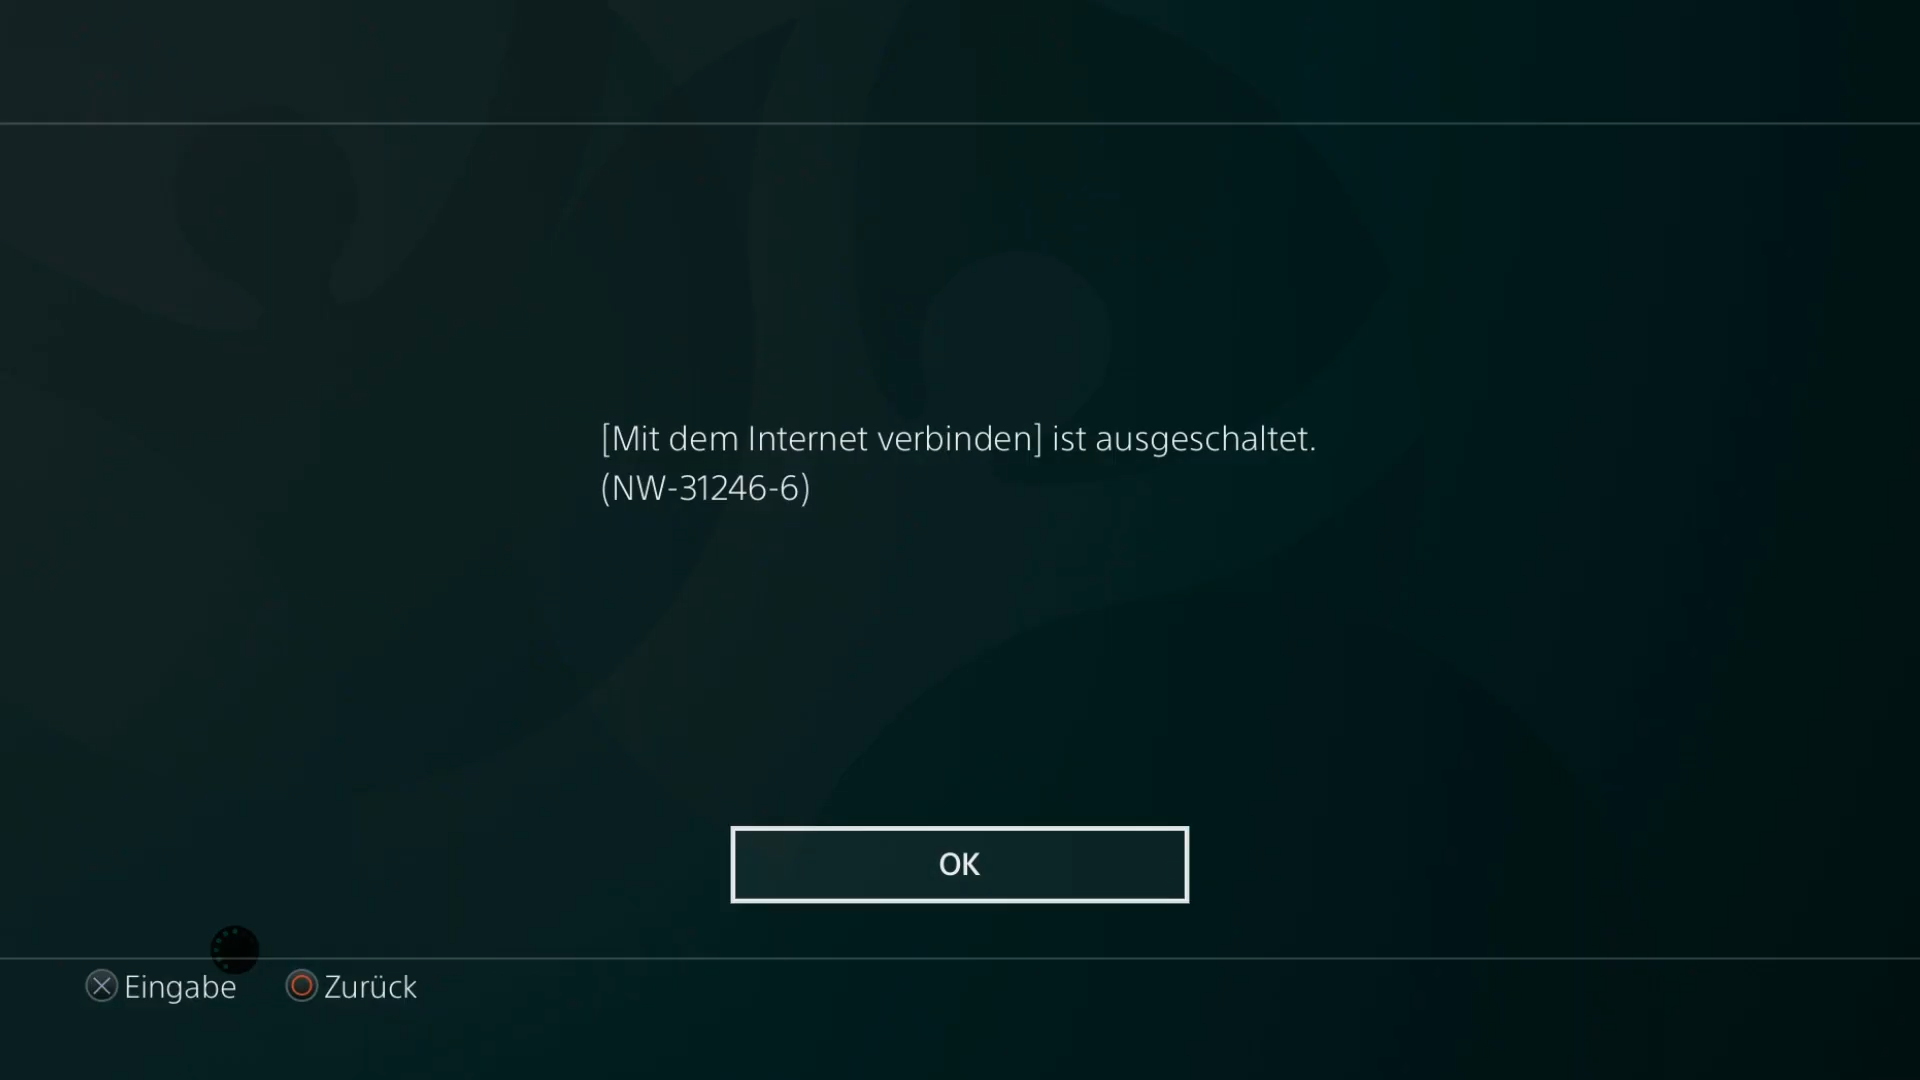 [Mit dem Internet verbinden] ist ausgeschaltet.
(NW-31246-6)
OK
Eingabe
Zurück